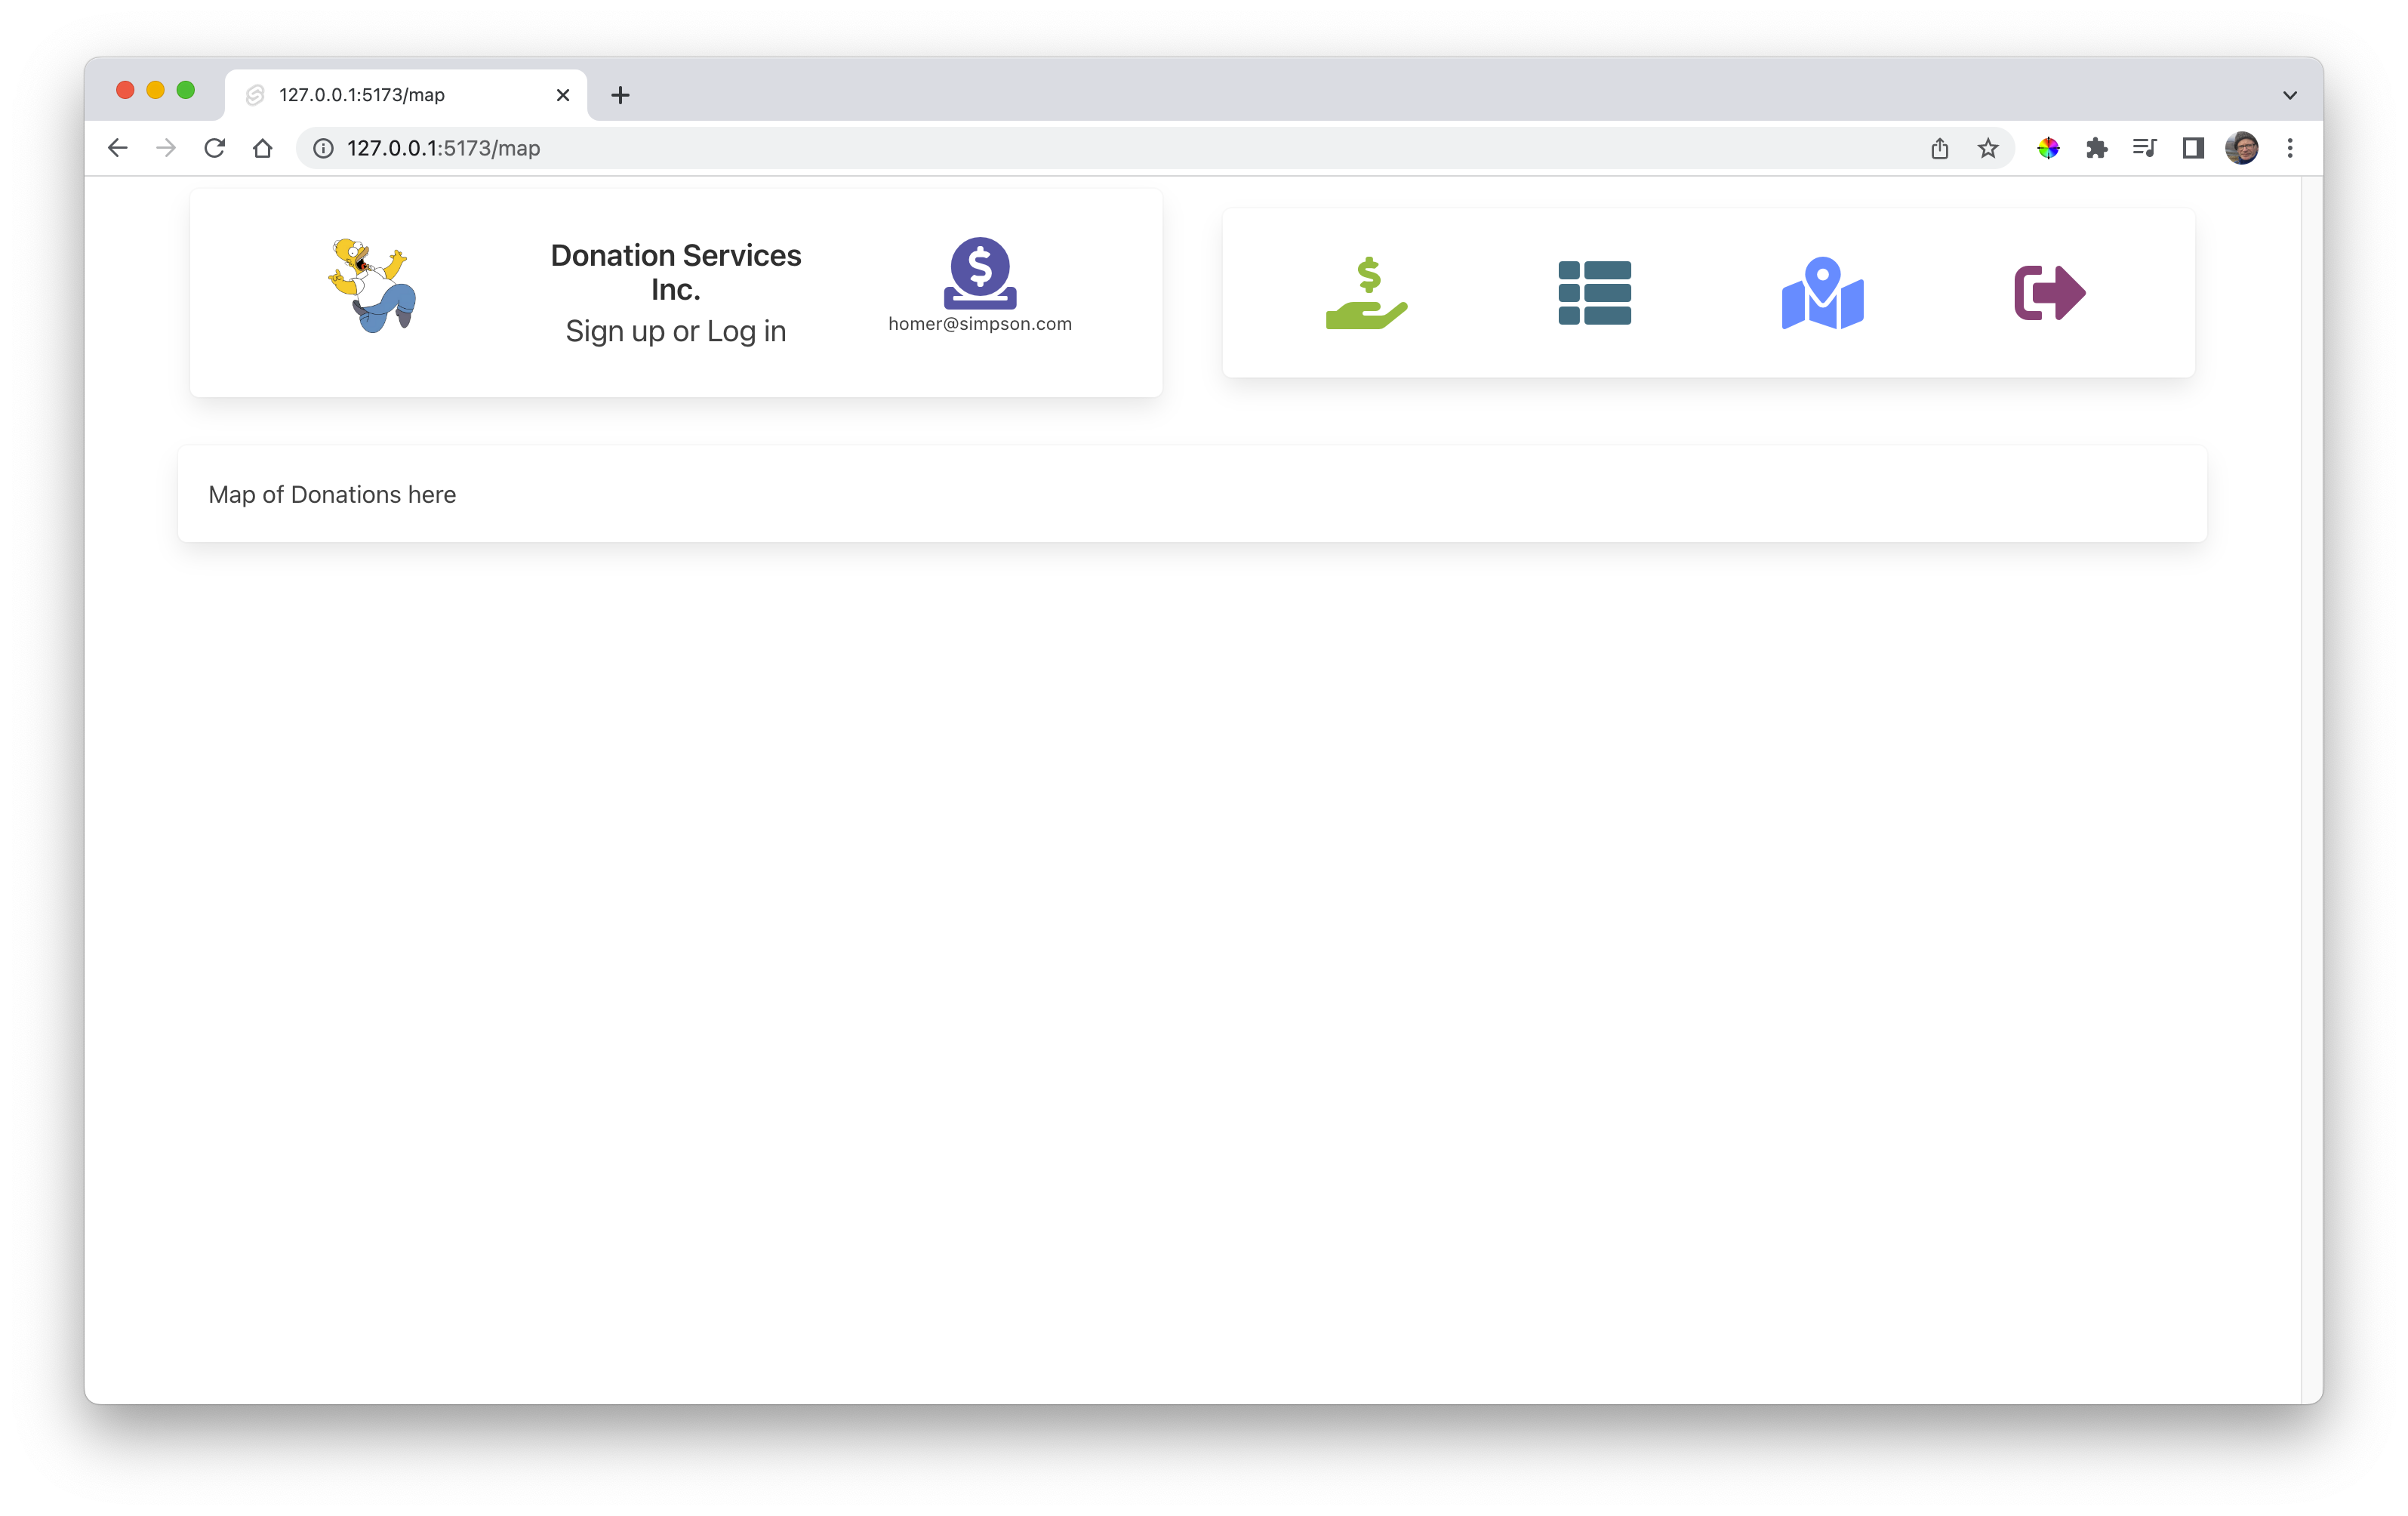 127.0.0.1:5173/map
127.0.0.1:5173/map
Donation Services
Inc.
Sign up or Log in
homer@simpson.com
Map of Donations here